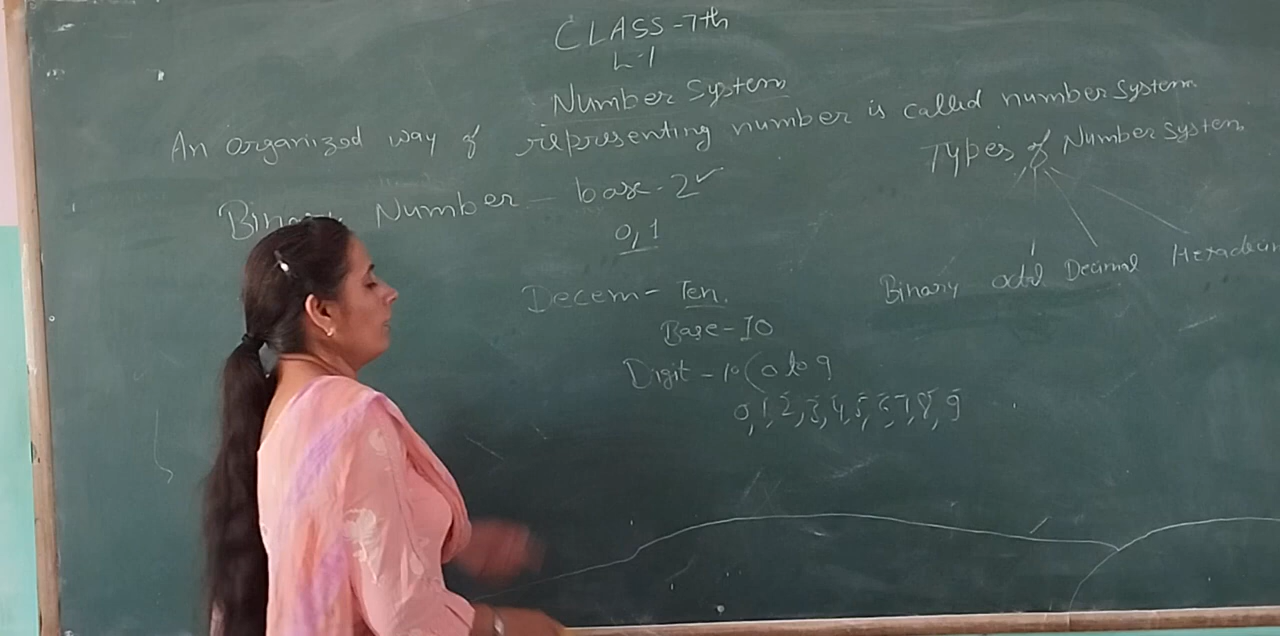 CLASS-7th
L-1
Number System
An organized way of representing number is called number system
Types of Number System
Binary Number - base-2✓
0,1
Binary octal Decimal Hexadecim
Decem - Ten.
Base-10
Digit - 10 (0 to 9
0,1,2,3,4,5,6,7,8,9